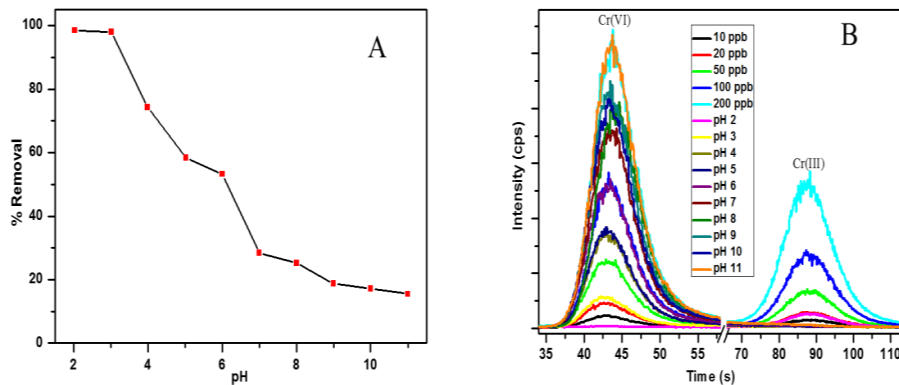 A
% Removal
100
80
60
40
20
0
2 4 6 8 10
pH
B
Cr(VI)
Cr(III)
Intensity (cps)
10 ppb
20 ppb
50 ppb
100 ppb
200 ppb
pH 2
pH 3
pH 4
pH 5
pH 6
pH 7
pH 8
pH 9
pH 10
pH 11
35 40 45 50 55 70 80 90 100 110
Time (s)